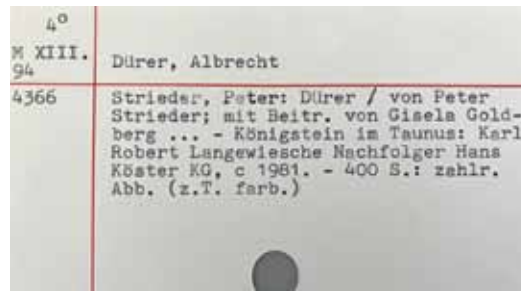 4°
M XIII.
94
Dürer, Albrecht
4366
Strieder, Peter: Dürer / von Peter
Strieder; mit Beitr. von Gisela Gold-
berg ... - Königstein im Taunus: Karl
Robert Langewiesche Nachfolger Hans
Köster KG, c 1981. - 400 S.: zahlr.
Abb. (z.T. farb.)